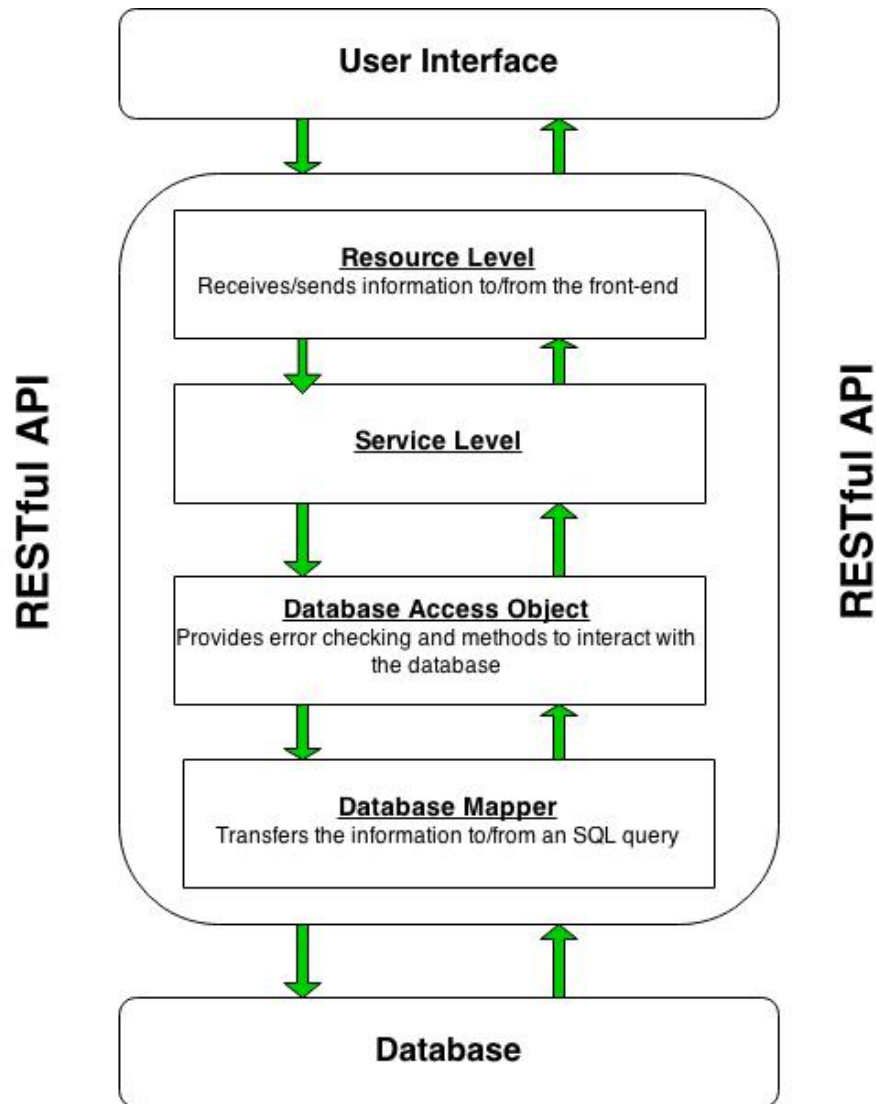 User Interface
RESTful API
Resource Level
Receives/sends information to/from the front-end
Service Level
Database Access Object
Provides error checking and methods to interact with
the database
Database Mapper
Transfers the information to/from an SQL query
RESTful API
Database